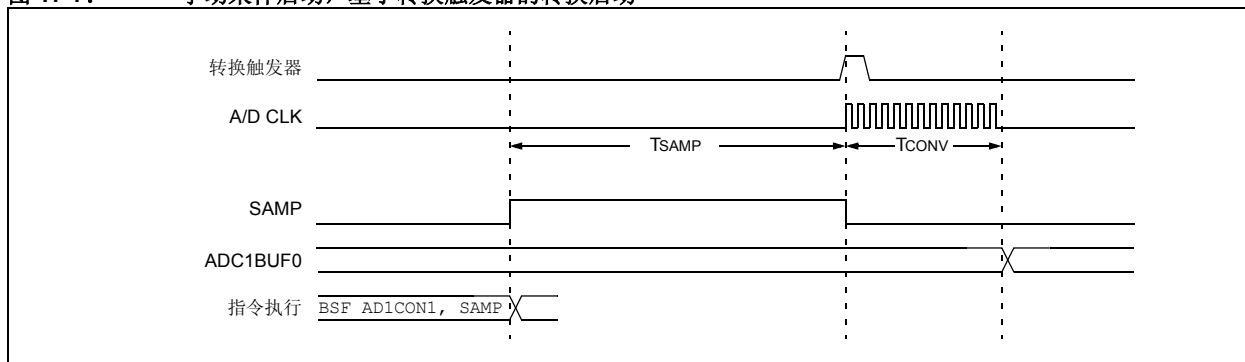 转换触发器
A/D CLK
TSAMP
TCONV
SAMP
ADC1BUF0
指令执行
BSF AD1CON1, SAMP